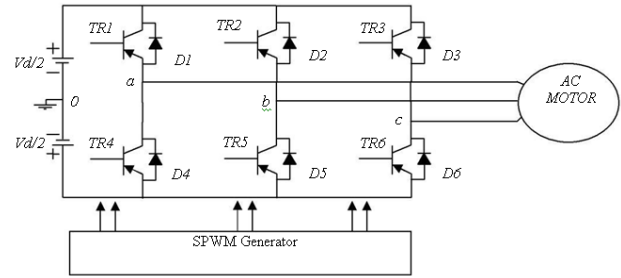 TR1
TR2
TR3
D1
D2
D3
+
Vd/2
−
a
AC
MOTOR
0
b
c
−
Vd/2
+
TR4
TR5
TR6
D4
D5
D6
SPWM Generator